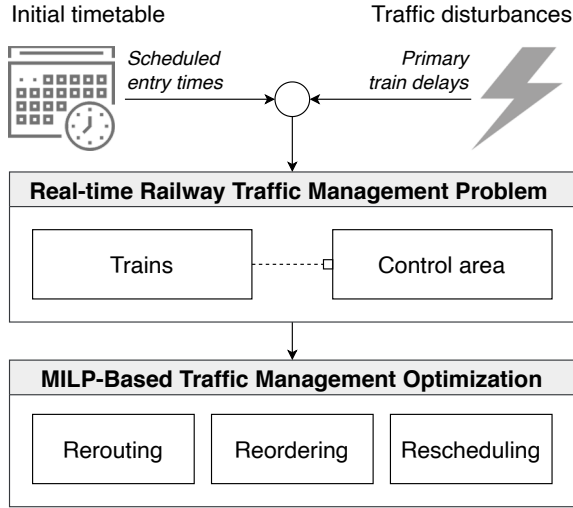 Initial timetable
Traffic disturbances
Scheduled
entry times
Primary
train delays
Real-time Railway Traffic Management Problem
Trains
Control area
MILP-Based Traffic Management Optimization
Rerouting
Reordering
Rescheduling